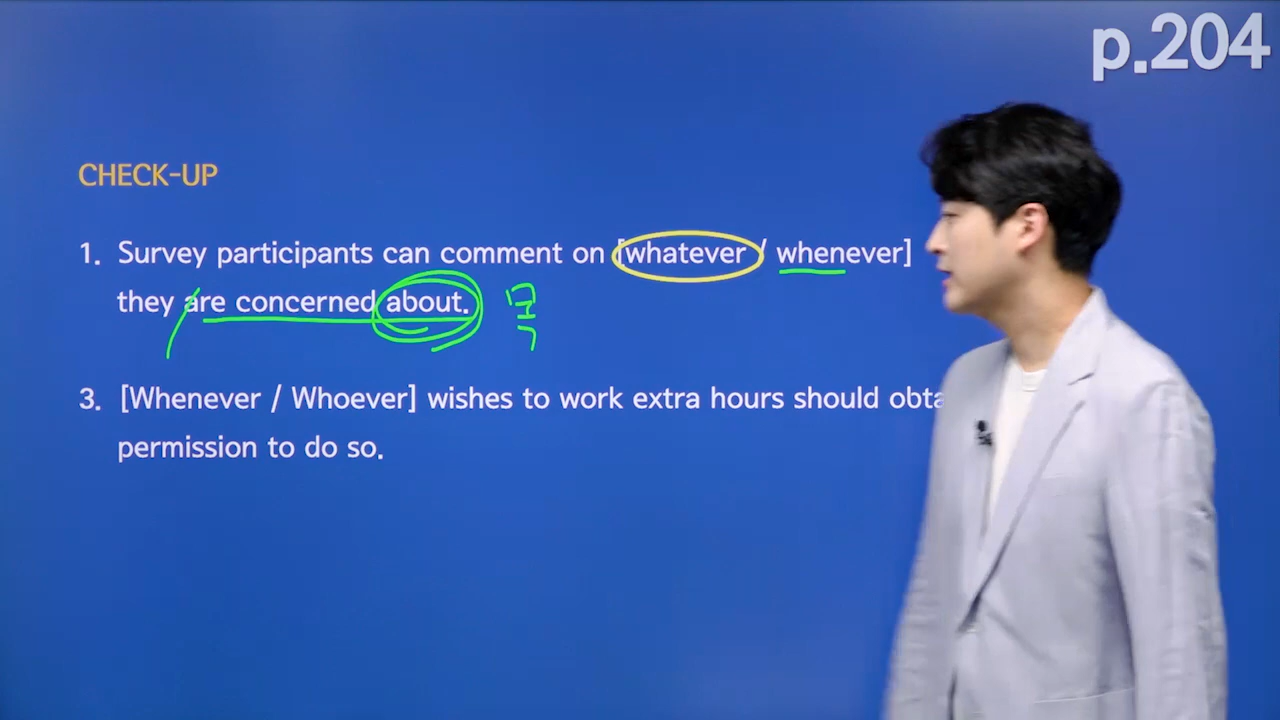 p.204
CHECK-UP
1. Survey participants can comment on [whatever / whenever]
they are concerned about.
3. [Whenever / Whoever] wishes to work extra hours should
permission to do so.